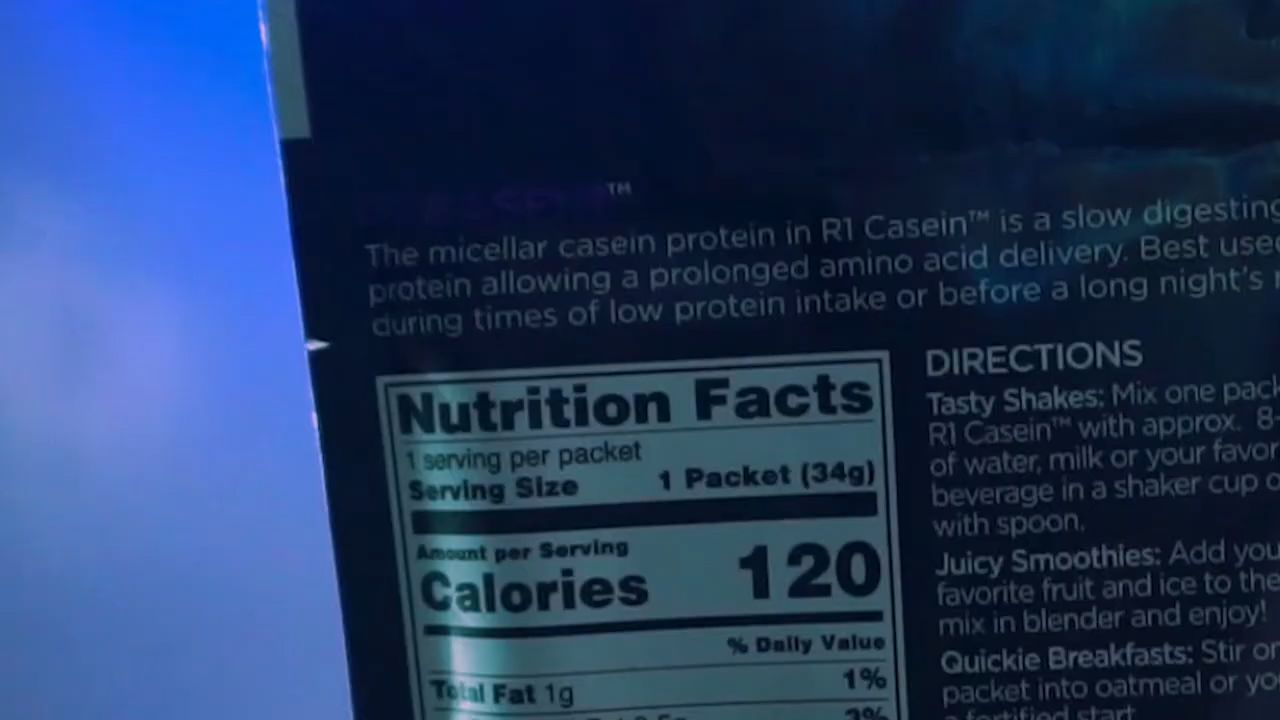 ™
The micellar casein protein in R1 Casein™ is a slow digesting
protein allowing a prolonged amino acid delivery. Best used
during times of low protein intake or before a long night's
Nutrition Facts
1 serving per packet
Serving Size 1 Packet (34g)
Amount per Serving
Calories 120
% Daily Value
Total Fat 1g 1%
DIRECTIONS
Tasty Shakes: Mix one pack
R1 Casein™ with approx. 8-
of water, milk or your favor
beverage in a shaker cup o
with spoon.
Juicy Smoothies: Add you
favorite fruit and ice to the
mix in blender and enjoy!
Quickie Breakfasts: Stir on
packet into oatmeal or yo
a fortified start